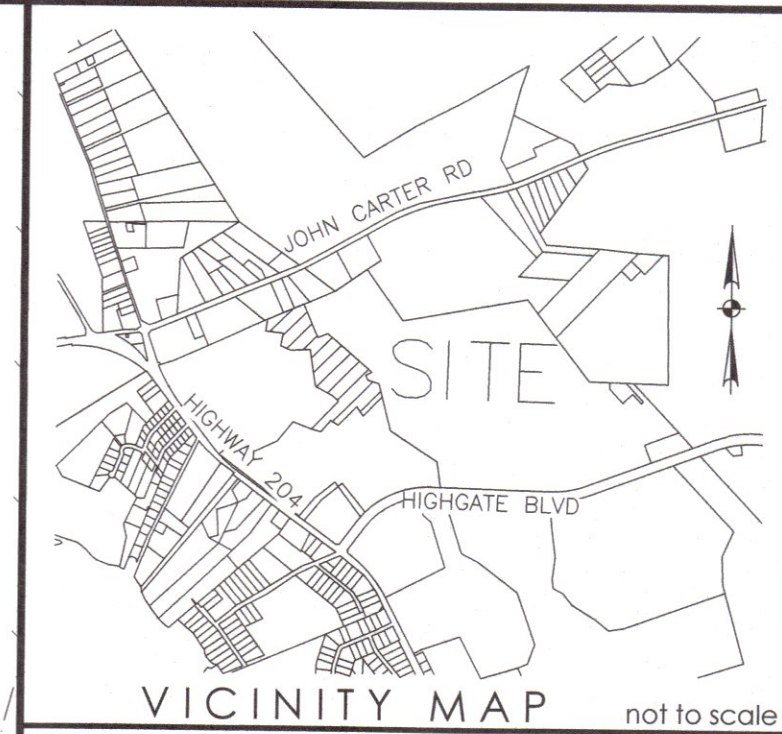 JOHN CARTER RD
SITE
HIGHWAY 204
HIGHGATE BLVD
VICINITY MAP
not to scale